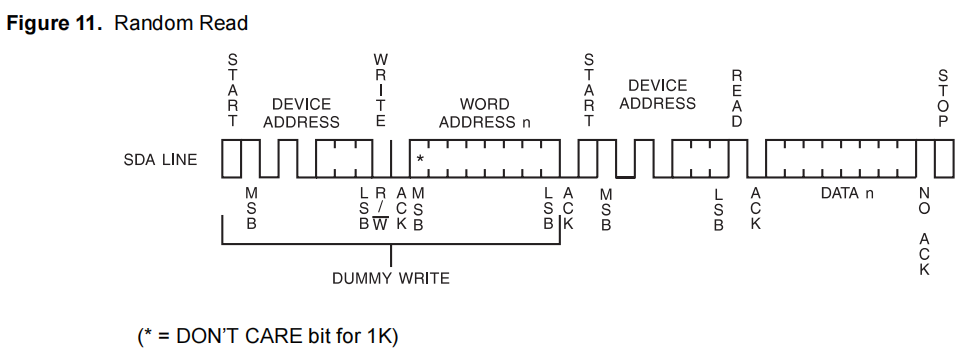 Figure 11. Random Read
START
DEVICE
ADDRESS
WRITE
WORD
ADDRESS n
START
DEVICE
ADDRESS
READ
STOP
SDA LINE
*
MSB
LSB
R/W̅
ACK
MSB
LSB
ACK
MSB
LSB
ACK
DATA n
NO ACK
DUMMY WRITE
(* = DON'T CARE bit for 1K)